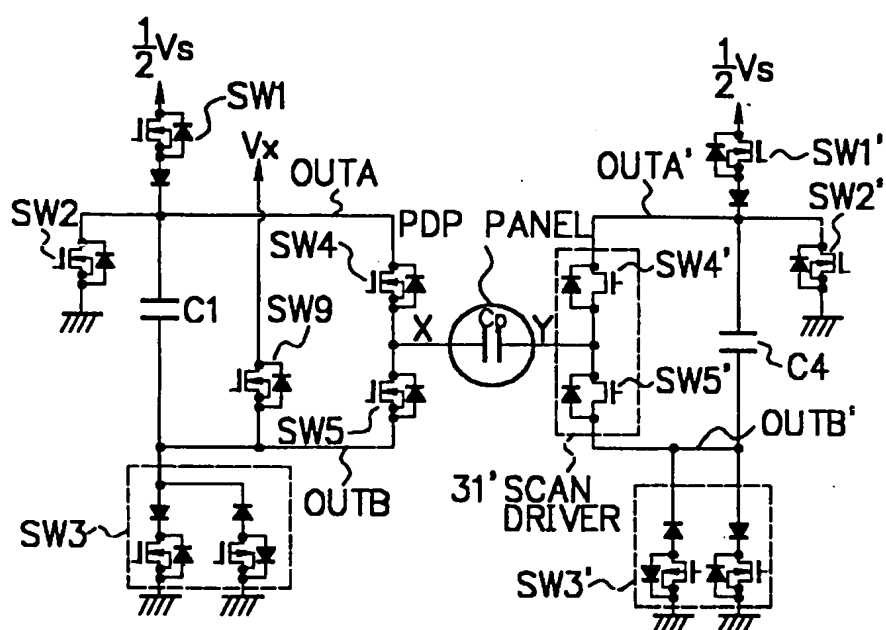 ½Vs
SW1
Vx
OUTA
SW2
C1
SW9
PDP PANEL
SW4
X
Cp
Y
SW5
OUTB
SW3
½Vs
SW1'
OUTA'
SW2'
SW4'
C4
SW5'
OUTB'
31' SCAN
DRIVER
SW3'